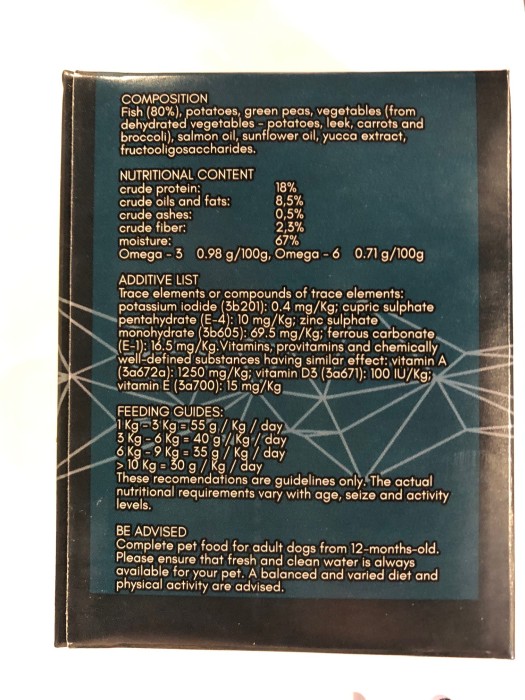 COMPOSITION
Fish (80%), potatoes, green peas, vegetables (from
dehydrated vegetables - potatoes, leek, carrots and
broccoli), salmon oil, sunflower oil, yucca extract,
fructooligosaccharides.
NUTRITIONAL CONTENT
crude protein: 18%
crude oils and fats: 8,5%
crude ashes: 0,5%
crude fiber: 2,3%
moisture: 67%
Omega - 3 0.98 g/100g, Omega - 6 0.71 g/100g
ADDITIVE LIST
Trace elements or compounds of trace elements:
potassium iodide (3b201): 0.4 mg/Kg; cupric sulphate
pentahydrate (E-4): 10 mg/Kg; zinc sulphate
monohydrate (3b605): 69.5 mg/Kg; ferrous carbonate
(E-1): 16.5 mg/Kg. Vitamins, provitamins and chemically
well-defined substances having similar effect: vitamin A
(3a672a): 1250 mg/Kg; vitamin D3 (3a671): 100 IU/Kg;
vitamin E (3a700): 15 mg/Kg
FEEDING GUIDES:
1 Kg - 3 Kg = 55 g / Kg / day
3 Kg - 6 Kg = 40 g / Kg / day
6 Kg - 9 Kg = 35 g / Kg / day
> 10 Kg = 30 g / Kg / day
These recomendations are guidelines only. The actual
nutritional requirements vary with age, seize and activity
levels.
BE ADVISED
Complete pet food for adult dogs from 12-months-old.
Please ensure that fresh and clean water is always
available for your pet. A balanced and varied diet and
physical activity are advised.